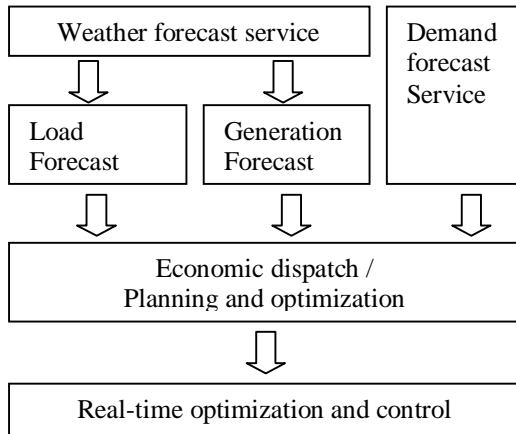 Weather forecast service
Demand
forecast
Service
Load
Forecast
Generation
Forecast
Economic dispatch /
Planning and optimization
Real-time optimization and control